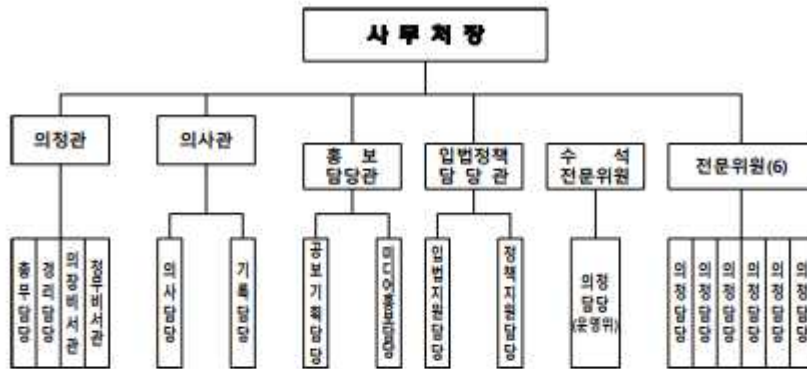 사 무 처 장
의정관
의사관
홍 보
담당관
입법정책
담 당 관
수 석
전문위원
전문위원(6)
총무담당
경리담당
의장비서관
정무비서관
의사담당
기록담당
공보기획담당
미디어홍보담당
입법지원담당
정책지원담당
의정
담당
(운영위)
의정담당
의정담당
의정담당
의정담당
의정담당
의정담당